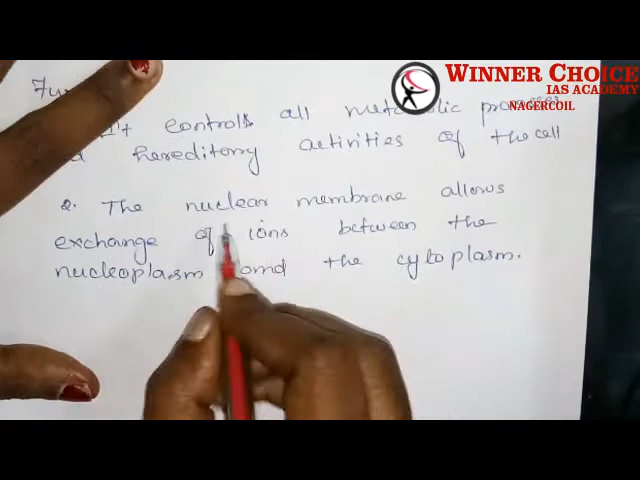 WINNER CHOICE
IAS ACADEMY
NAGERCOIL
controls all
hereditory activities of the cell
2. The nuclear membrane allows
exchange of ions between the
nucleoplasm and the cytoplasm.